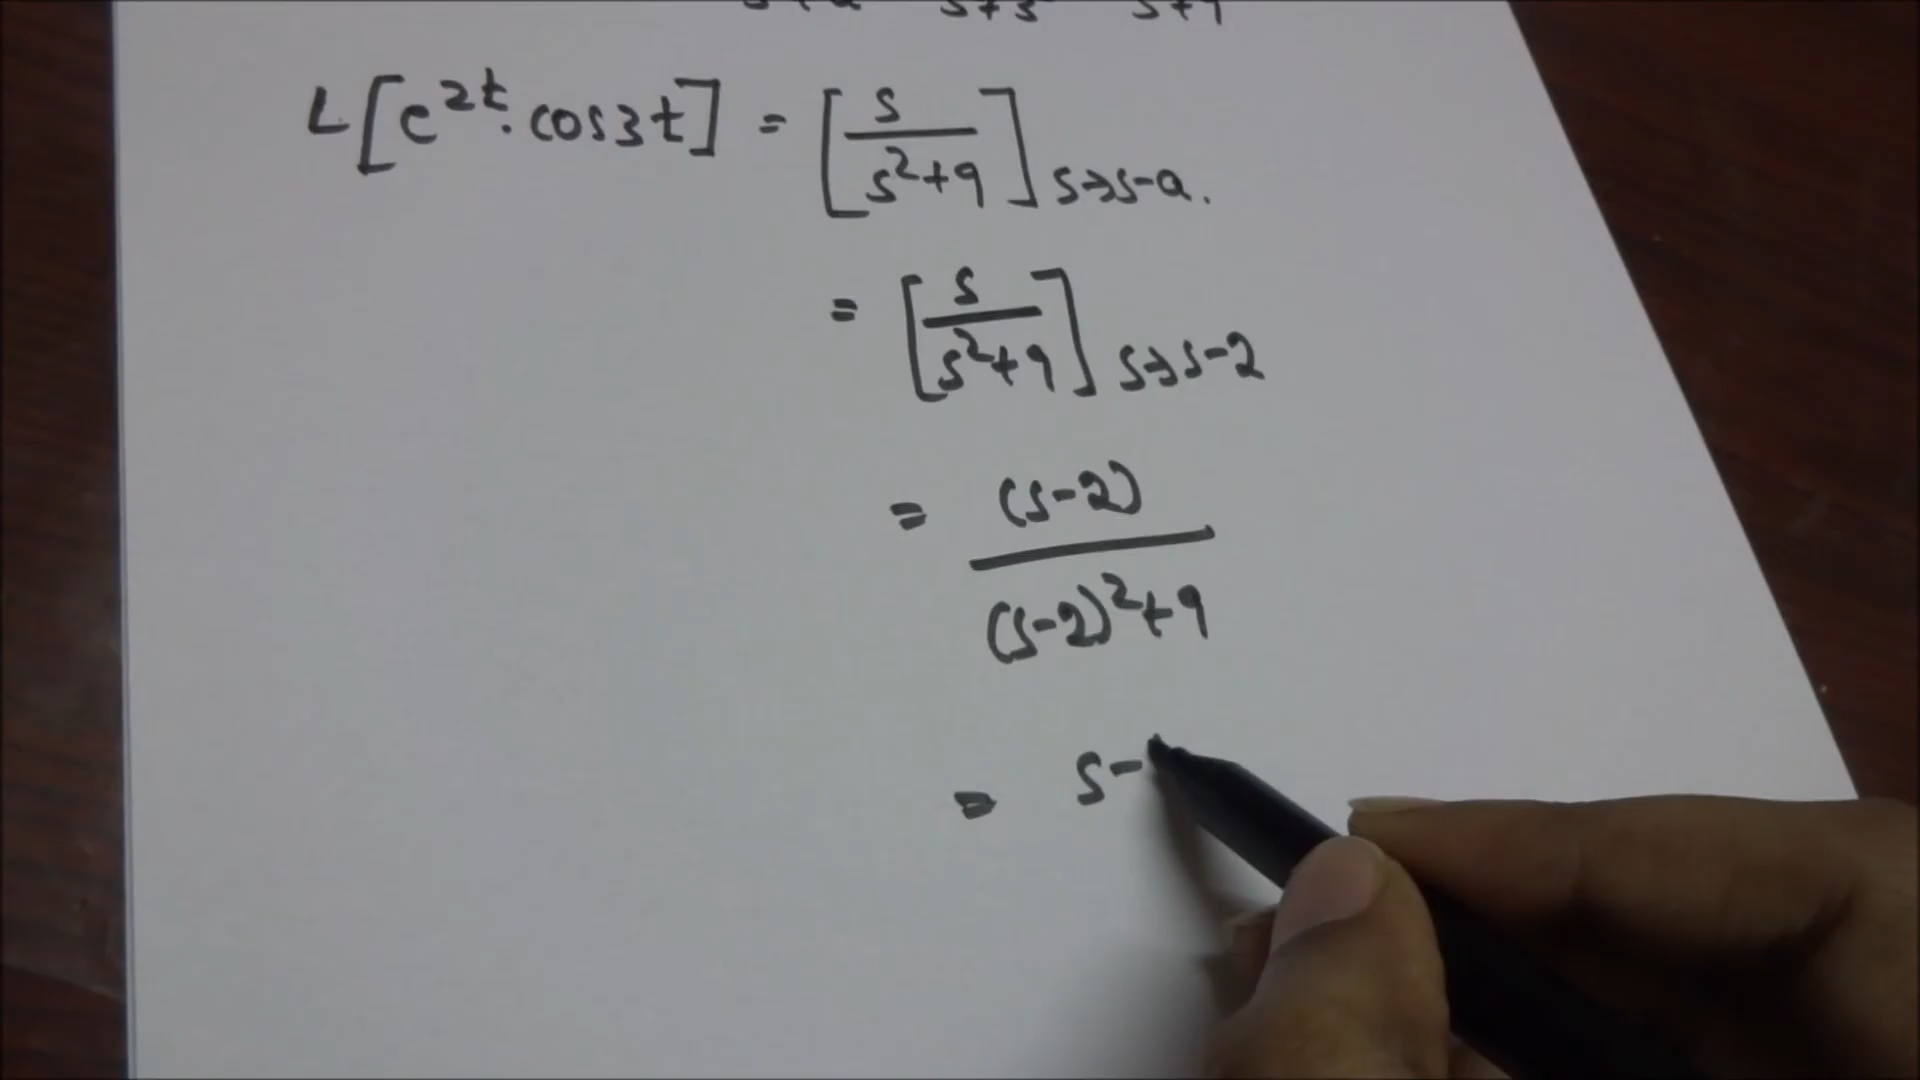 L[e^2t. cos3t] = [s/(s²+9)] s→s-a.
= [s/(s²+9)] s→s-2
= (s-2)/((s-2)²+9)
= s-